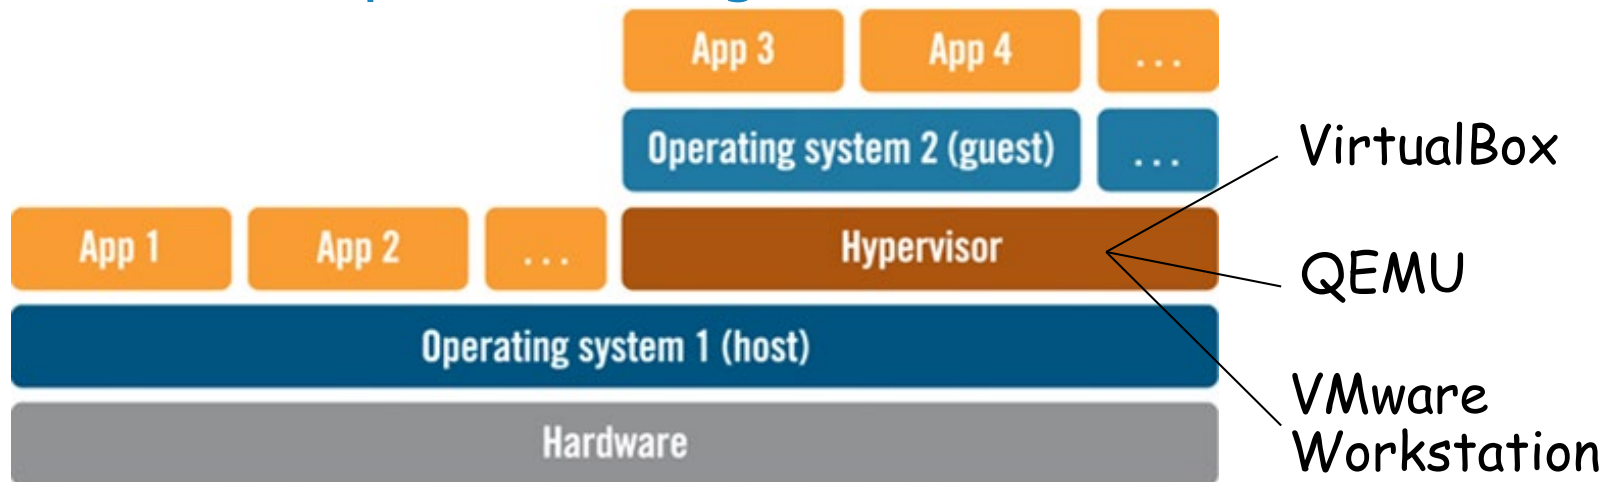 App 3 App 4 ...
Operating system 2 (guest) ...
VirtualBox
App 1 App 2 ... Hypervisor
QEMU
Operating system 1 (host)
VMware
Workstation
Hardware